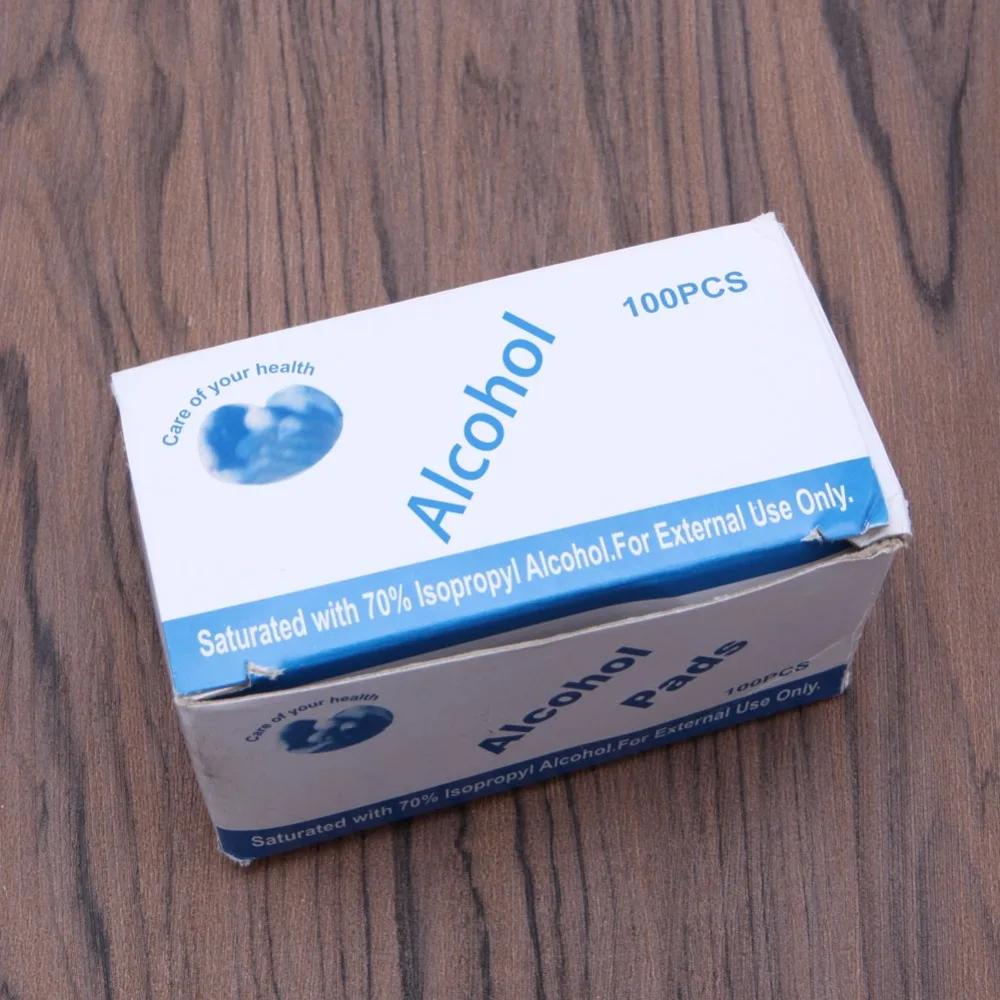 Care of your health
Alcohol
100PCS
Saturated with 70% Isopropyl Alcohol.For External Use Only.
Care of your health
Alcohol
Pads
100PCS
Saturated with 70% Isopropyl Alcohol.For External Use Only.